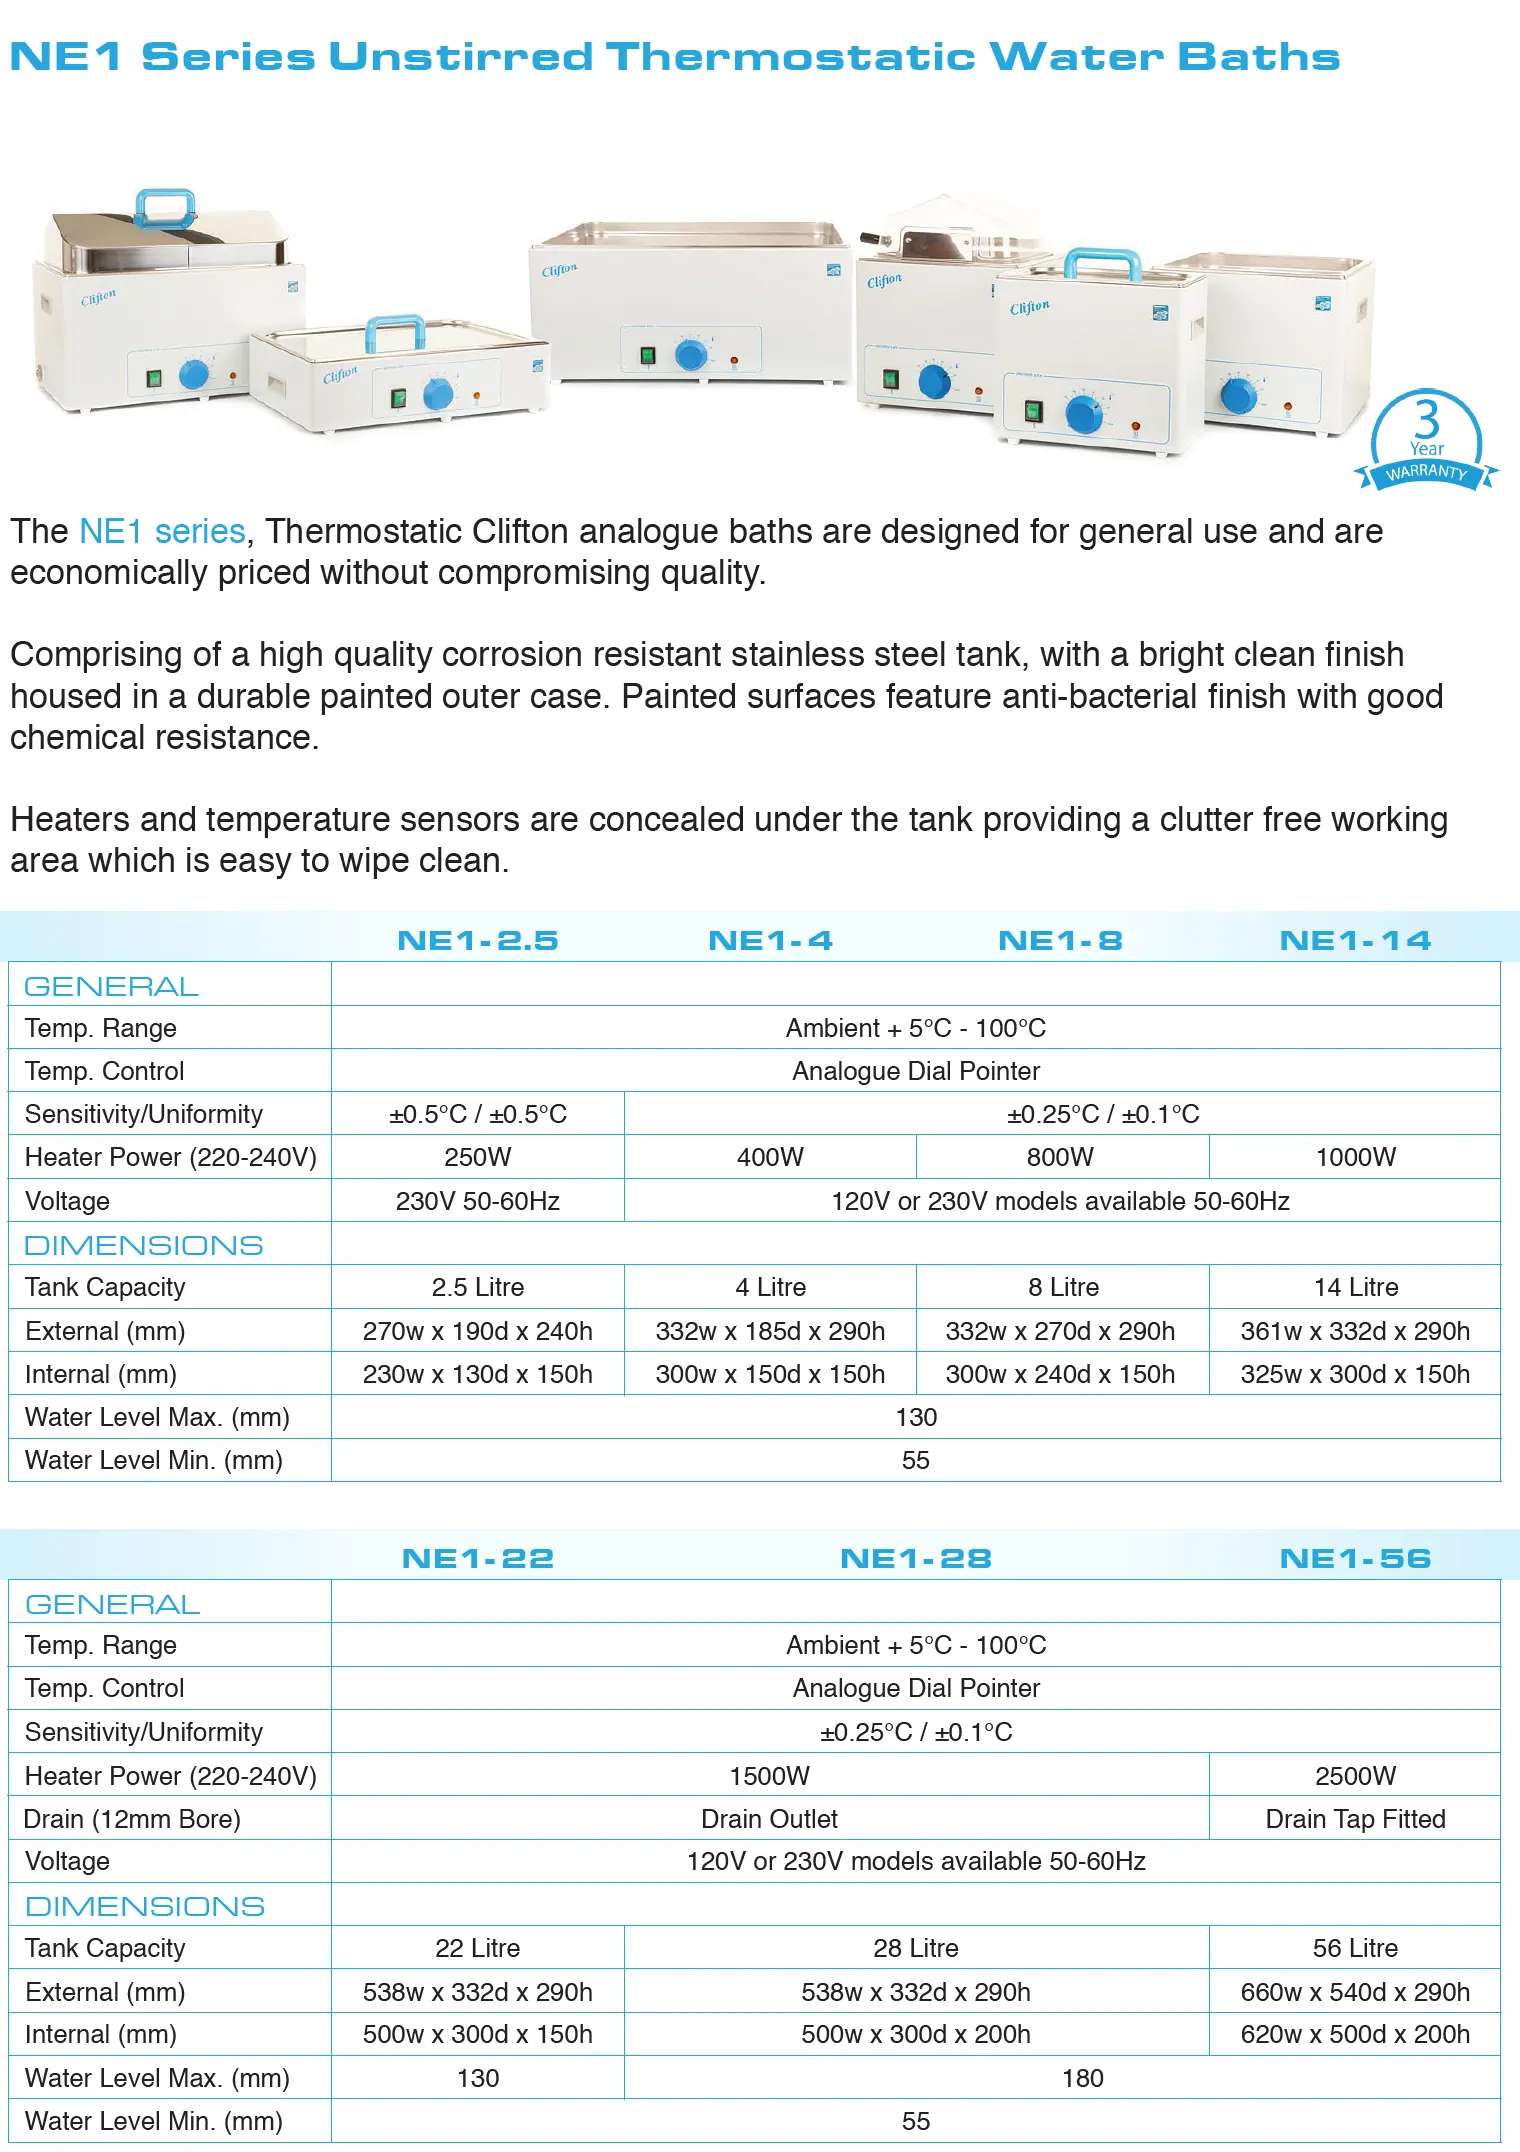 NE1 Series Unstirred Thermostatic Water Baths
Clifton
Clifton
Clifton
Clifton
Clifton
3
Year
WARRANTY
The NE1 series, Thermostatic Clifton analogue baths are designed for general use and are
economically priced without compromising quality.
Comprising of a high quality corrosion resistant stainless steel tank, with a bright clean finish
housed in a durable painted outer case. Painted surfaces feature anti-bacterial finish with good
chemical resistance.
Heaters and temperature sensors are concealed under the tank providing a clutter free working
area which is easy to wipe clean.
NE1-2.5 NE1-4 NE1-8 NE1-14
GENERAL
Temp. Range Ambient + 5°C - 100°C
Temp. Control Analogue Dial Pointer
Sensitivity/Uniformity ±0.5°C / ±0.5°C ±0.25°C / ±0.1°C
Heater Power (220-240V) 250W 400W 800W 1000W
Voltage 230V 50-60Hz 120V or 230V models available 50-60Hz
DIMENSIONS
Tank Capacity 2.5 Litre 4 Litre 8 Litre 14 Litre
External (mm) 270w x 190d x 240h 332w x 185d x 290h 332w x 270d x 290h 361w x 332d x 290h
Internal (mm) 230w x 130d x 150h 300w x 150d x 150h 300w x 240d x 150h 325w x 300d x 150h
Water Level Max. (mm) 130
Water Level Min. (mm) 55
NE1-22 NE1-28 NE1-56
GENERAL
Temp. Range Ambient + 5°C - 100°C
Temp. Control Analogue Dial Pointer
Sensitivity/Uniformity ±0.25°C / ±0.1°C
Heater Power (220-240V) 1500W 2500W
Drain (12mm Bore) Drain Outlet Drain Tap Fitted
Voltage 120V or 230V models available 50-60Hz
DIMENSIONS
Tank Capacity 22 Litre 28 Litre 56 Litre
External (mm) 538w x 332d x 290h 538w x 332d x 290h 660w x 540d x 290h
Internal (mm) 500w x 300d x 150h 500w x 300d x 200h 620w x 500d x 200h
Water Level Max. (mm) 130 180
Water Level Min. (mm) 55